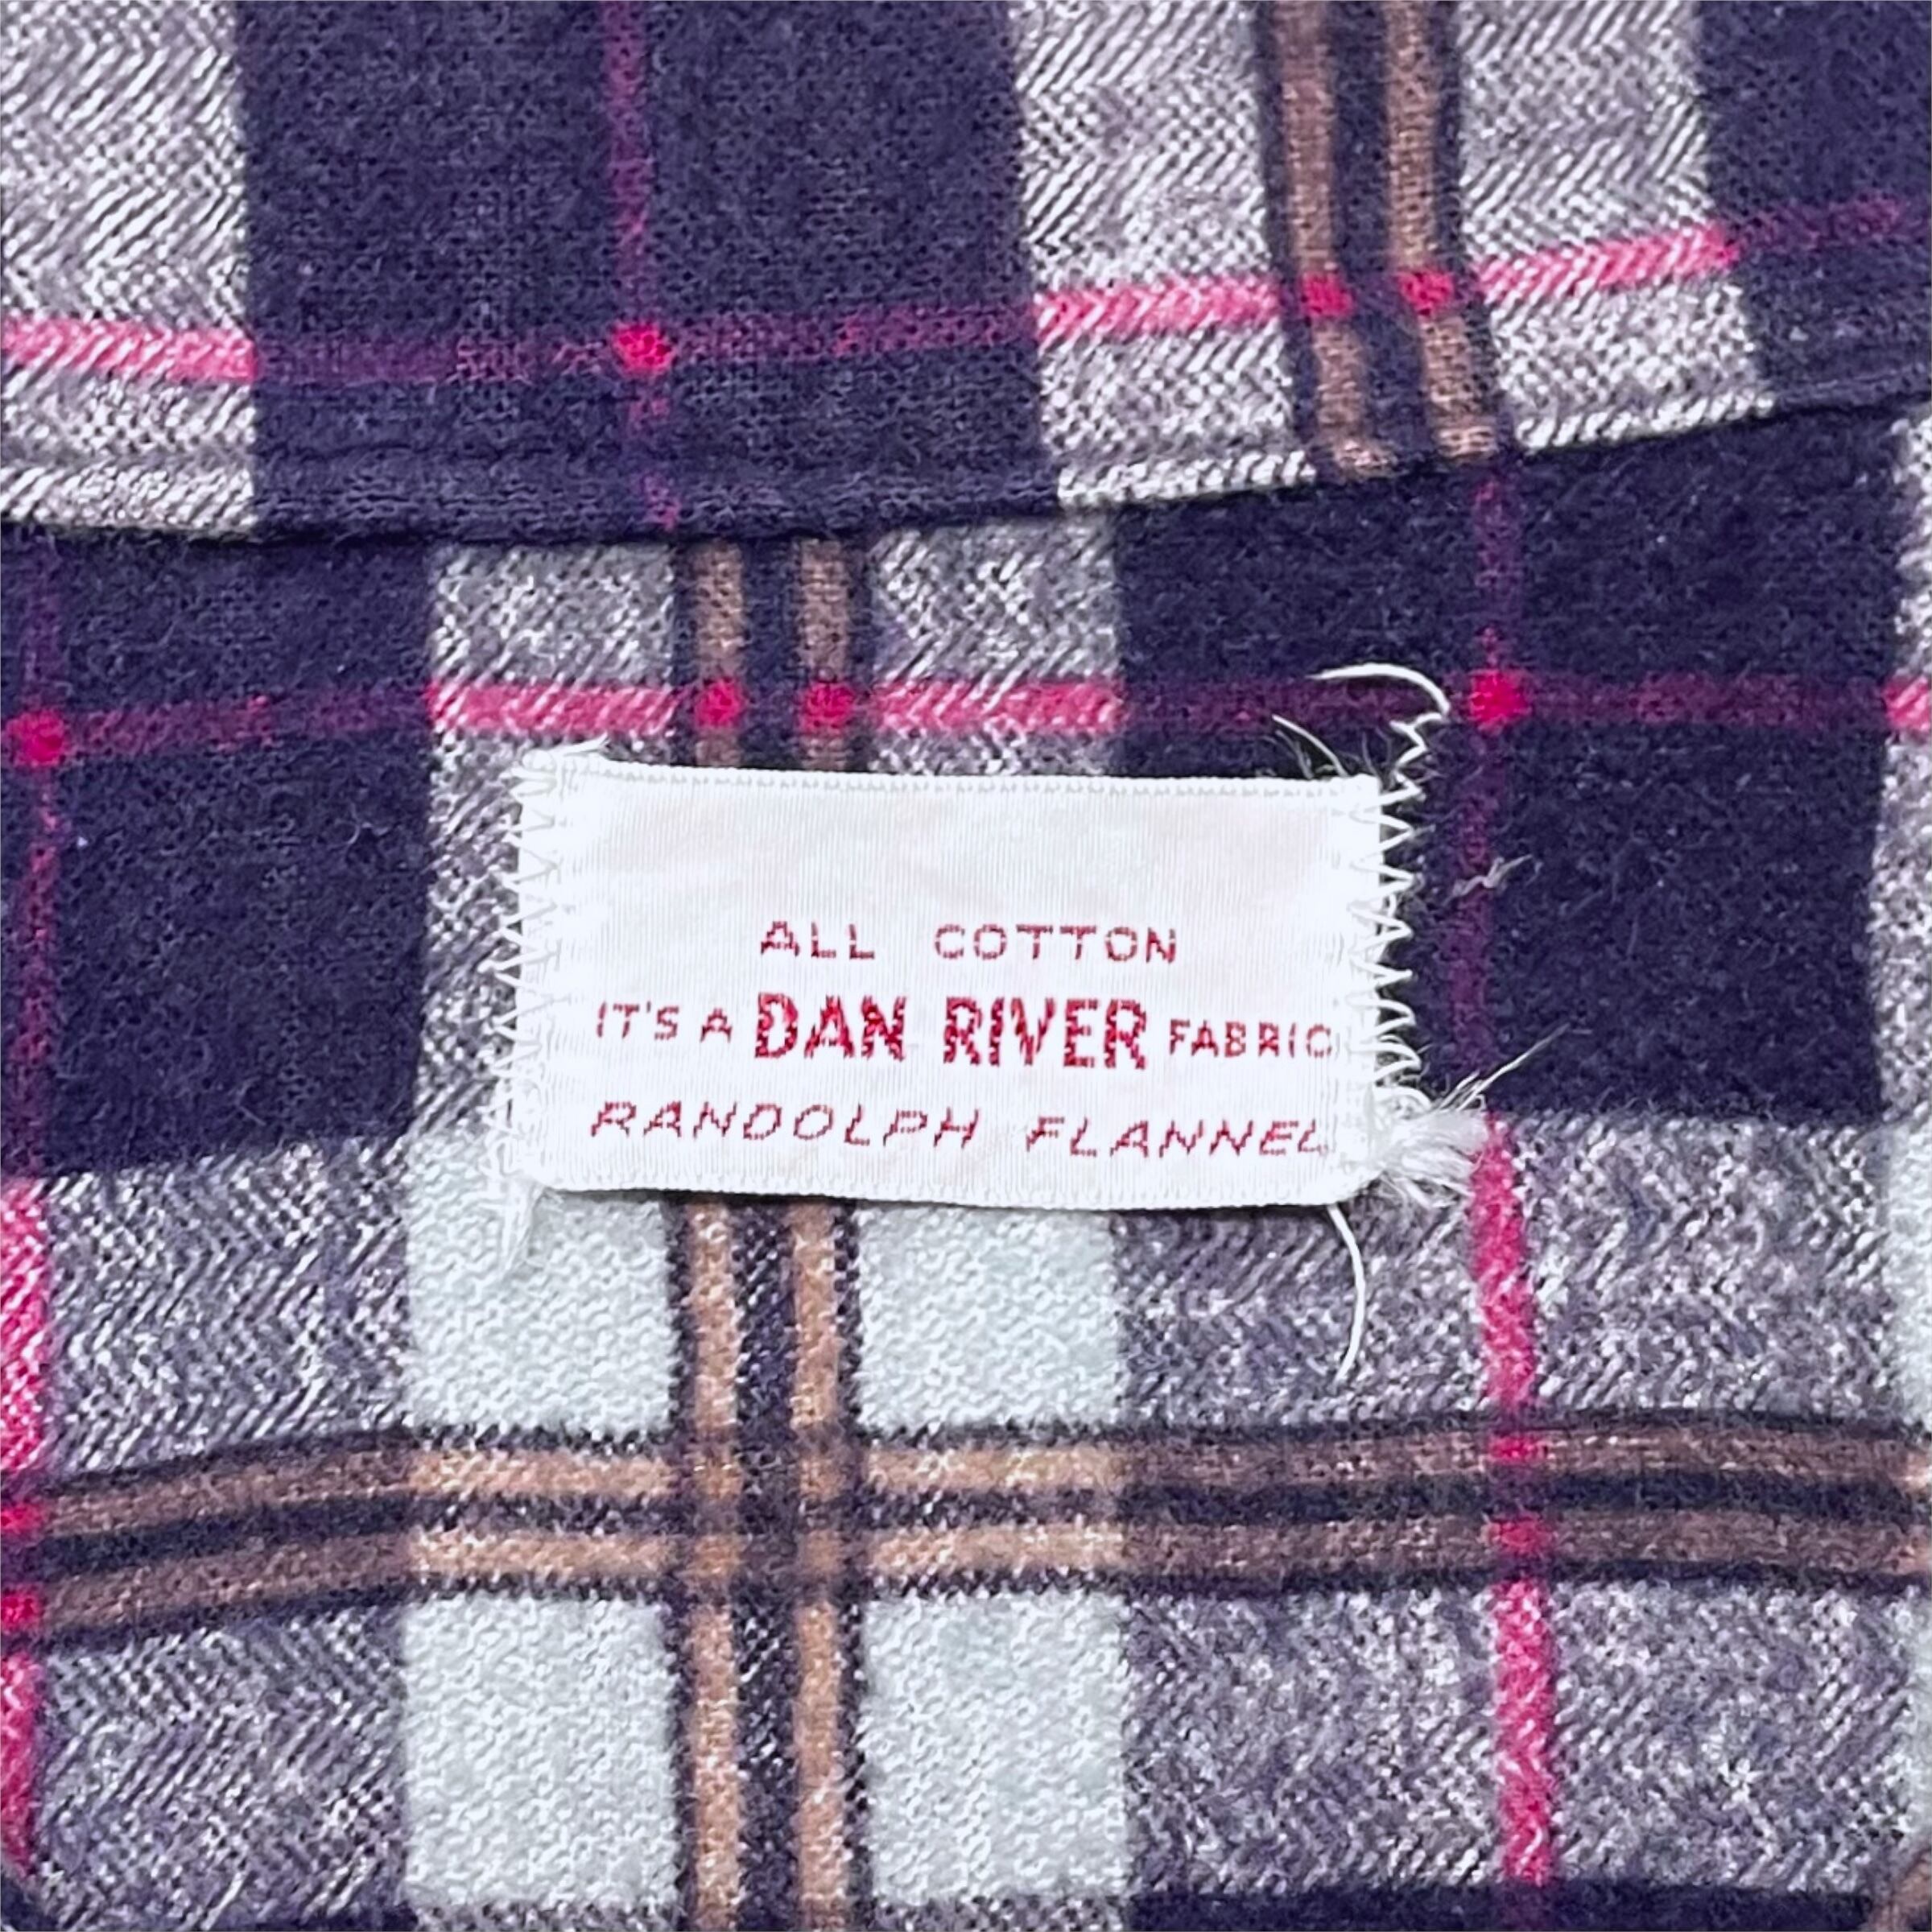 ALL COTTON
IT'S A DAN RIVER FABRIC
RANDOLPH FLANNEL